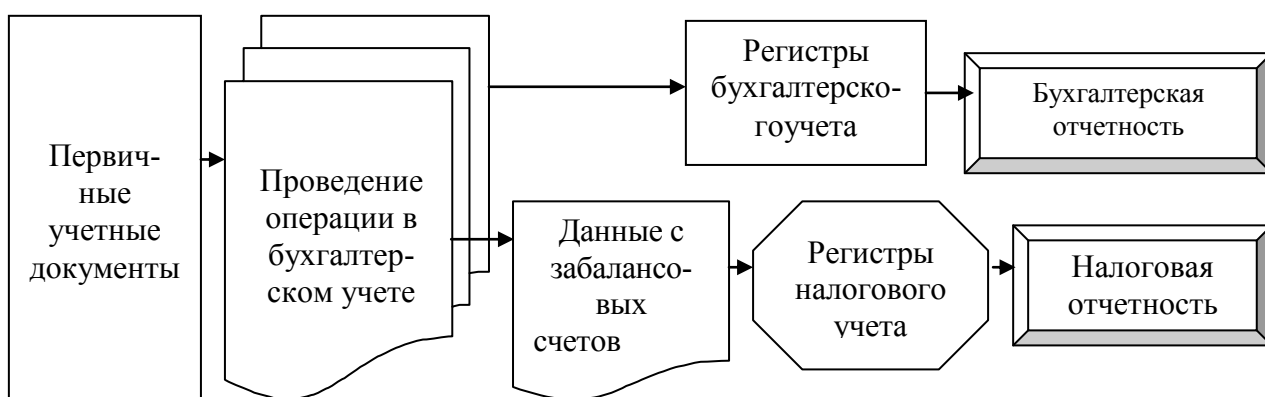 Первич-
ные
учетные
документы
Проведение
операции в
бухгалтер-
ском учете
Регистры
бухгалтерско-
гоучета
Бухгалтерская
отчетность
Данные с
забалансо-
вых
счетов
Регистры
налогового
учета
Налоговая
отчетность